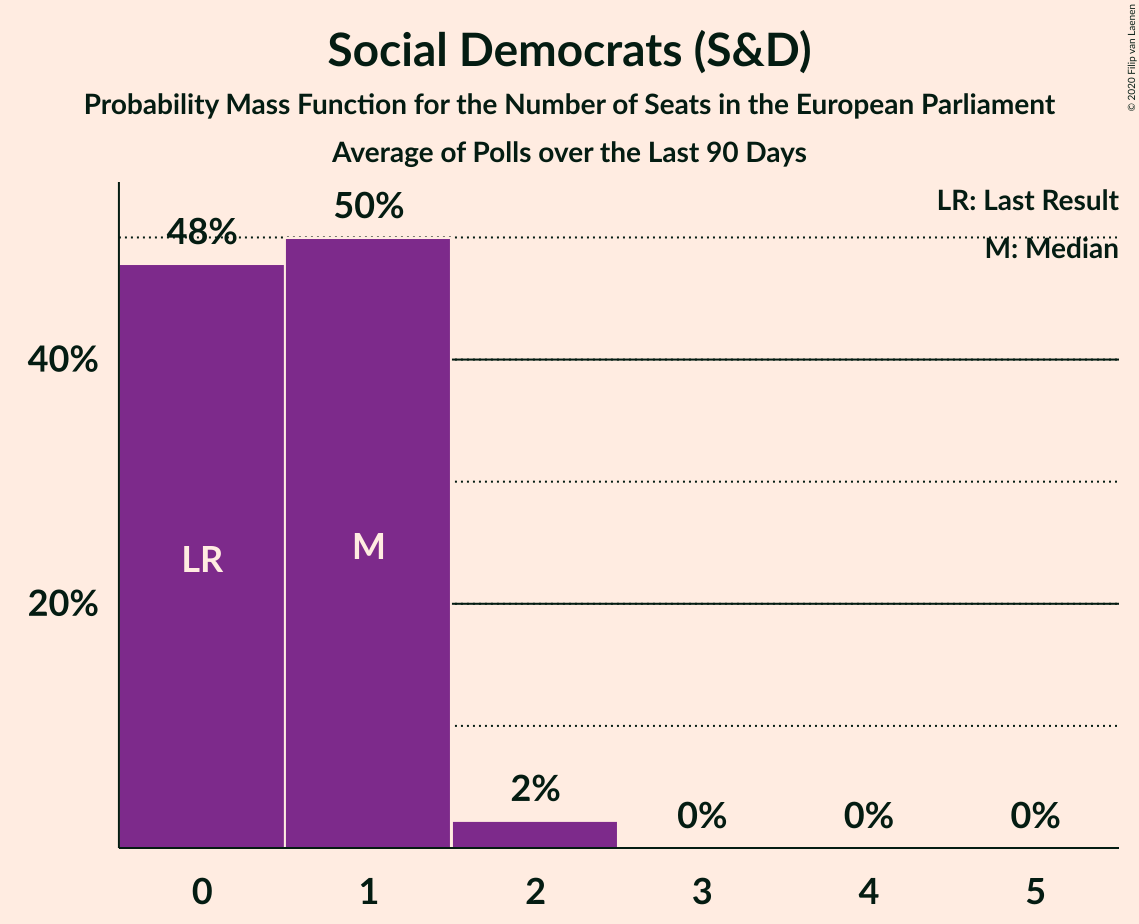 Social Democrats (S&D)
Probability Mass Function for the Number of Seats in the European Parliament
Average of Polls over the Last 90 Days
© 2020 Filip van Laenen
LR: Last Result
M: Median
48%
50%
40%
20%
LR
M
2%
0%
0%
0%
0
1
2
3
4
5